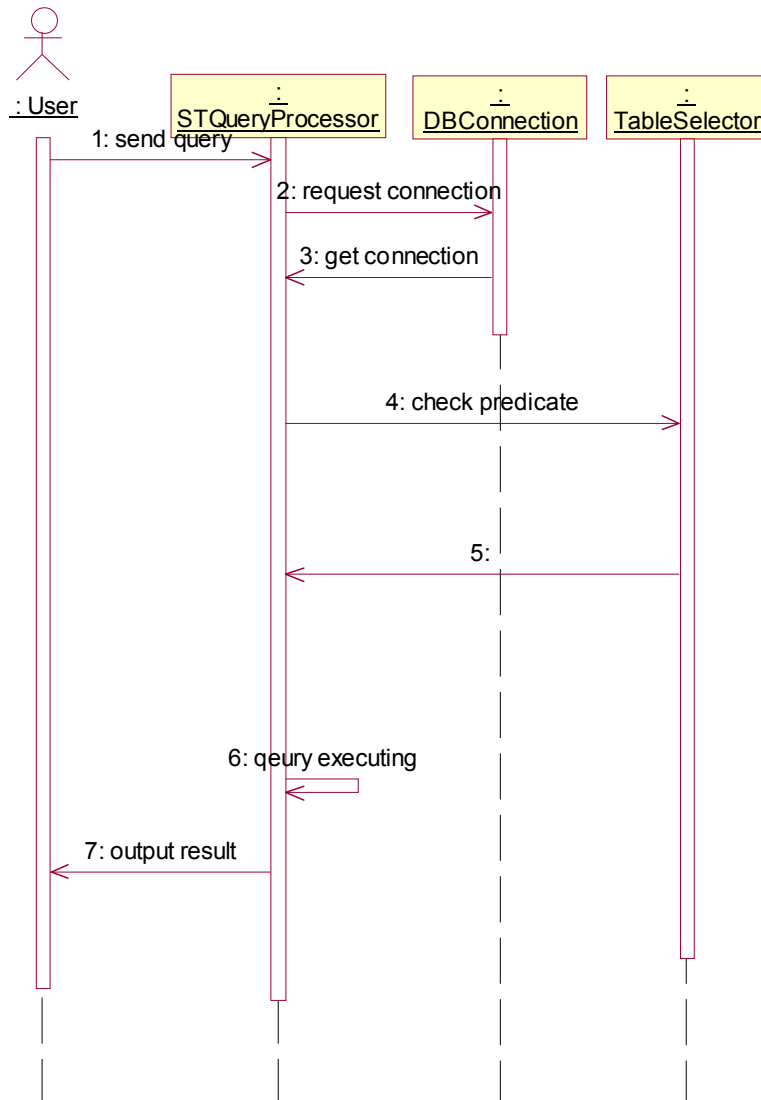 : User
:
STQueryProcessor
:
DBConnection
:
TableSelector
1: send query
2: request connection
3: get connection
4: check predicate
5:
6: qeury executing
7: output result